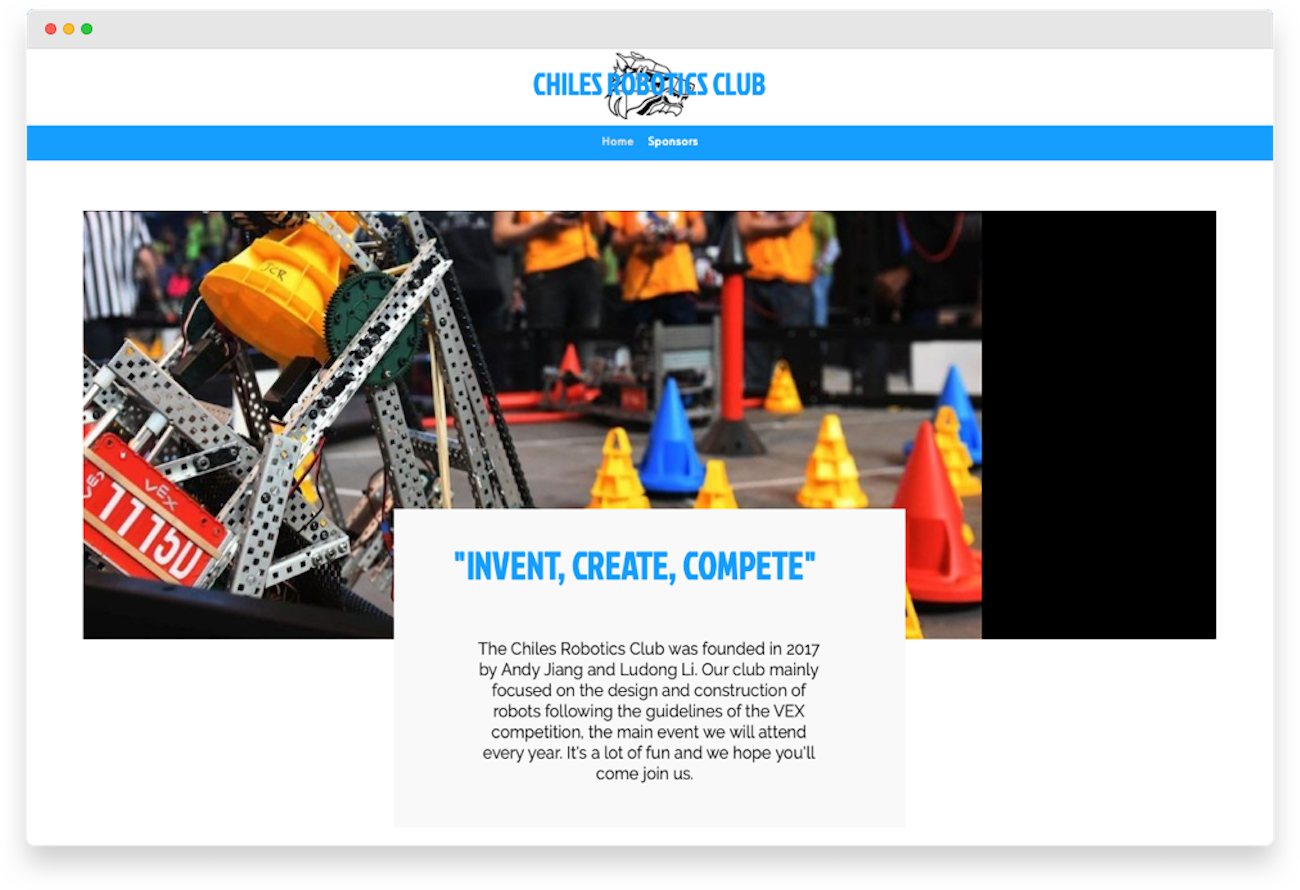 CHILES ROBOTICS CLUB
Home Sponsors
JCR
VEX
VEX
1115D
"INVENT, CREATE, COMPETE"
The Chiles Robotics Club was founded in 2017
by Andy Jiang and Ludong Li. Our club mainly
focused on the design and construction of
robots following the guidelines of the VEX
competition, the main event we will attend
every year. It's a lot of fun and we hope you'll
come join us.